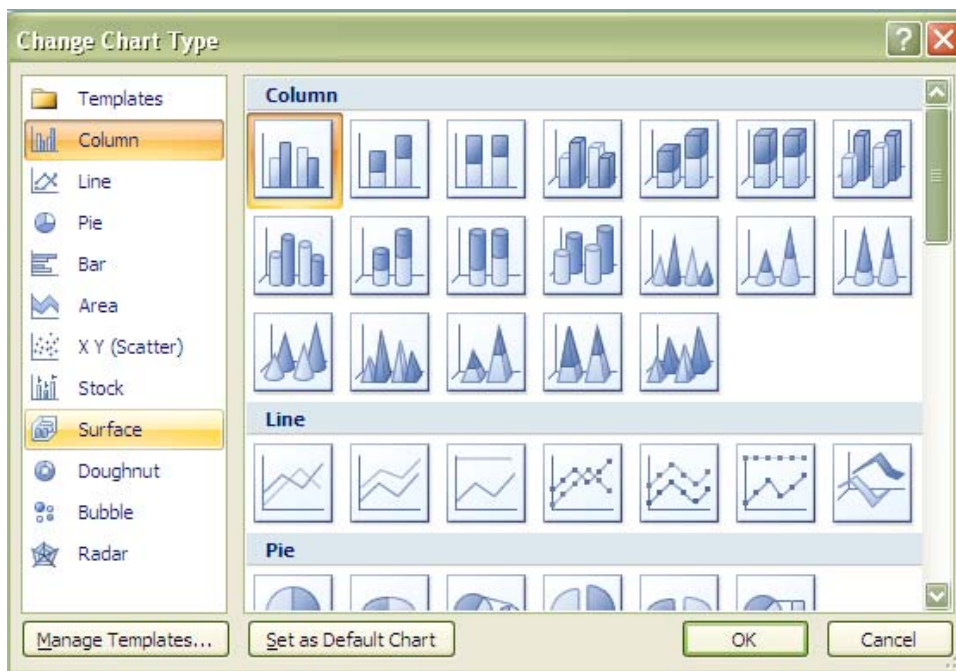 Change Chart Type
?
Templates
Column
Line
Pie
Bar
Area
X Y (Scatter)
Stock
Surface
Doughnut
Bubble
Radar
Column
Line
Pie
Manage Templates...
Set as Default Chart
OK
Cancel